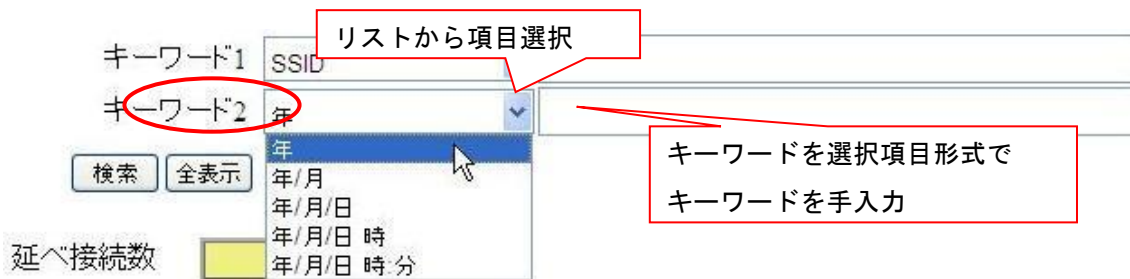 リストから項目選択
キーワード1 SSID
キーワード2 年
年
年/月
年/月/日
年/月/日 時
年/月/日 時:分
キーワードを選択項目形式で
キーワードを手入力
検索 全表示
延べ接続数